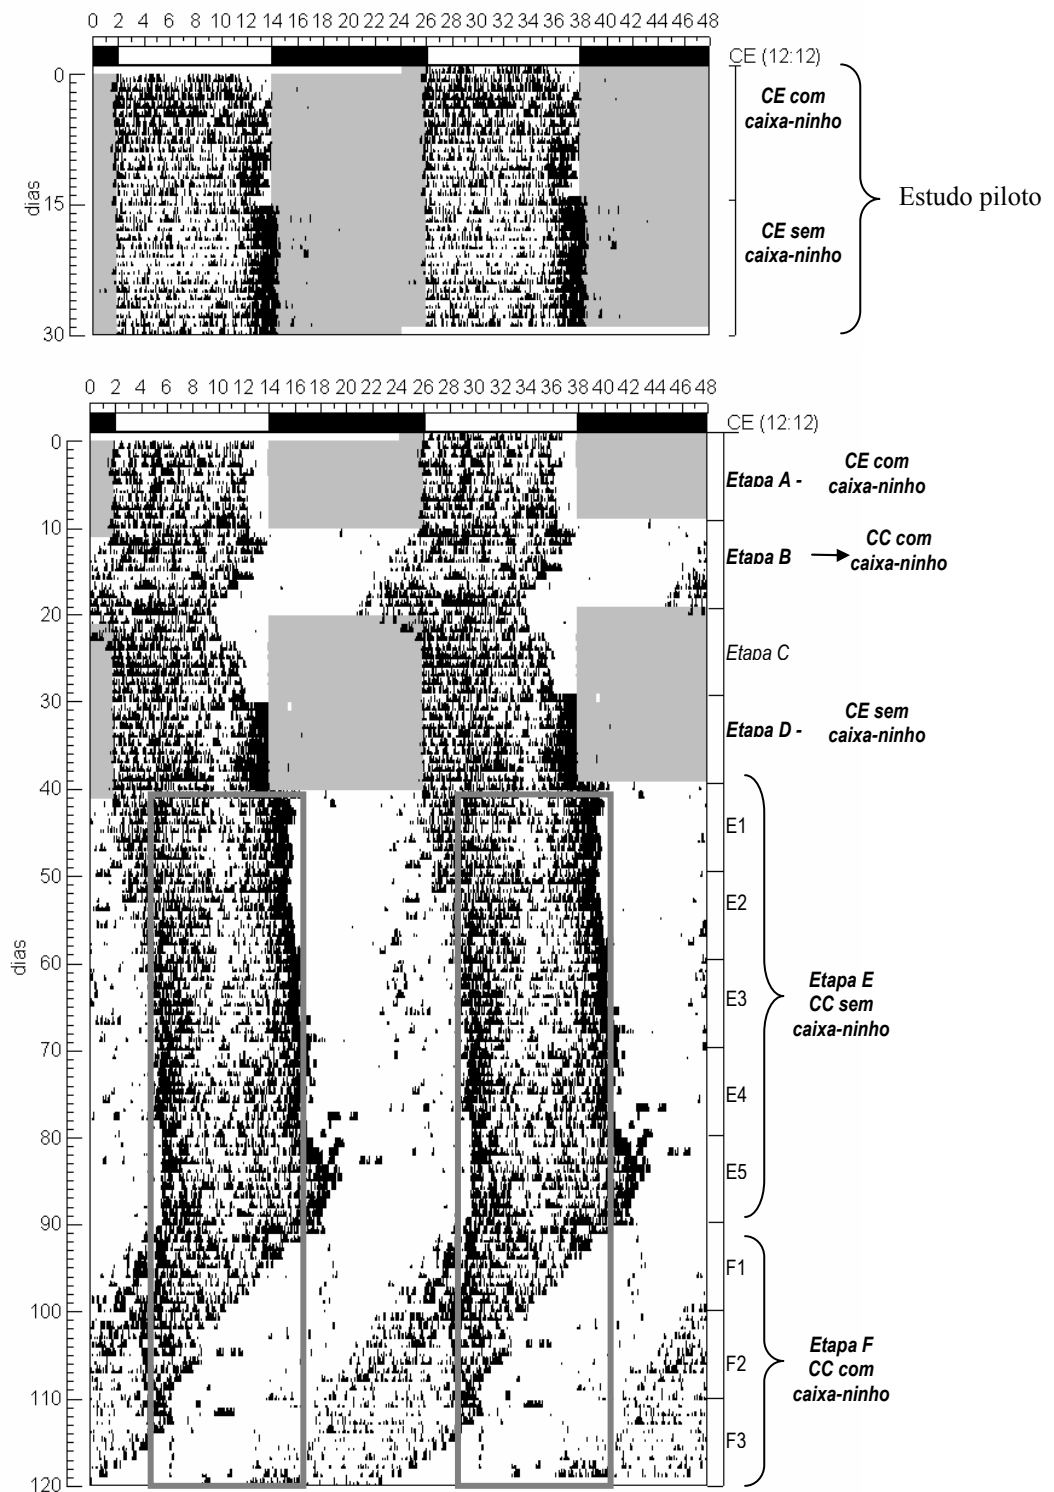 0 2 4 6 8 10 12 14 16 18 20 22 24 26 28 30 32 34 36 38 40 42 44 46 48
CE (12:12)
0
CE com
caixa-ninho
dias
15
Estudo piloto
CE sem
caixa-ninho
30
0 2 4 6 8 10 12 14 16 18 20 22 24 26 28 30 32 34 36 38 40 42 44 46 48
CE (12:12)
0
Etapa A - CE com
caixa-ninho
10
Etapa B CC com
caixa-ninho
20
Etapa C
30
Etapa D - CE sem
caixa-ninho
40
E1
50
E2
dias
60
E3
Etapa E
CC sem
caixa-ninho
70
E4
80
E5
90
F1
100
F2
Etapa F
CC com
caixa-ninho
110
F3
120